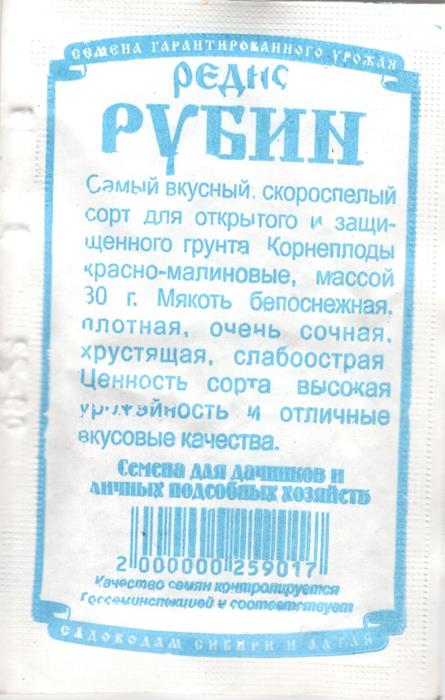 СЕМЕНА ГАРАНТИРОВАННОГО УРОЖАЯ
РЕДИС
РУБИН
Самый вкусный, скороспелый
сорт для открытого и защи-
щенного грунта Корнеплоды
красно-малиновые, массой
30 г. Мякоть белоснежная,
плотная, очень сочная,
хрустящая, слабоострая
Ценность сорта высокая
урожайность и отличные
вкусовые качества.
Семена для дачников и
личных подсобных хозяйств
2 000000 259017
Качество семян контролируется
Госсеминспекцией и соответствует
САДОВОДАМ СИБИРИ И АЛТАЯ